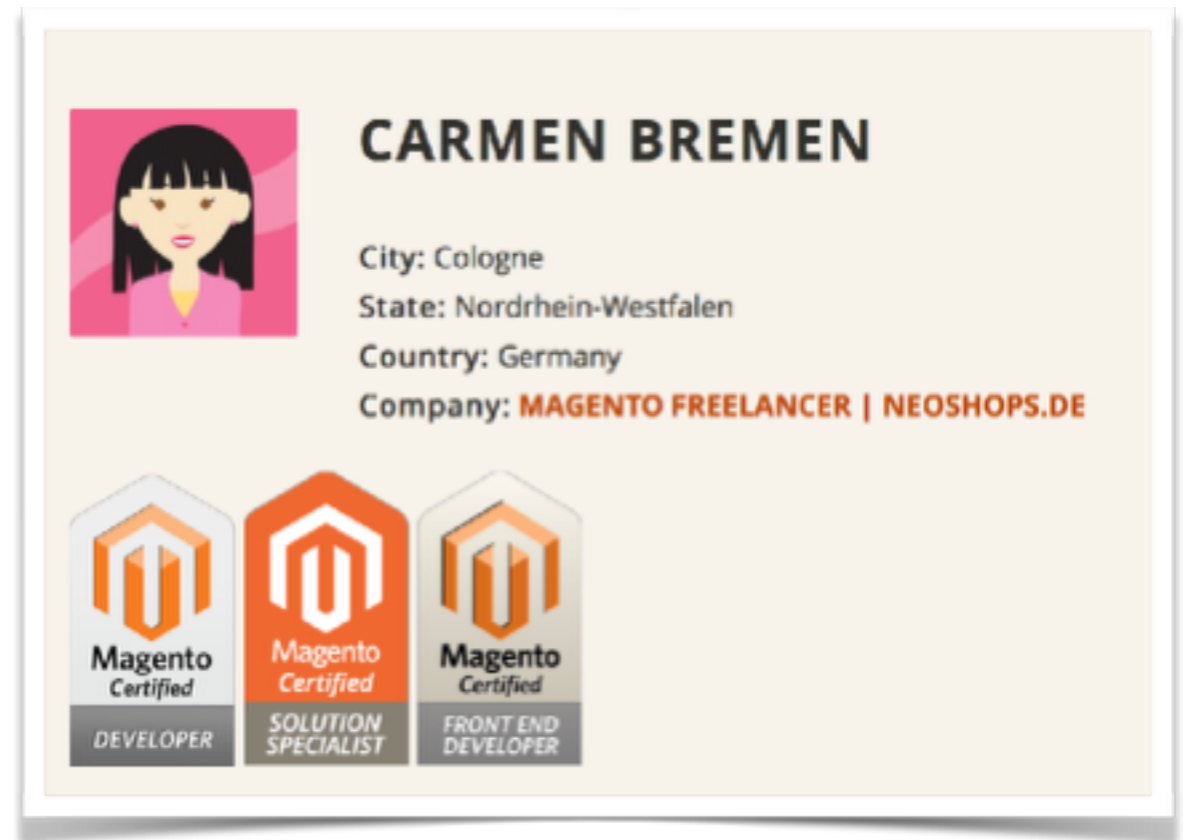 CARMEN BREMEN
City: Cologne
State: Nordrhein-Westfalen
Country: Germany
Company: MAGENTO FREELANCER | NEOSHOPS.DE
Magento
Certified
DEVELOPER
Magento
Certified
SOLUTION
SPECIALIST
Magento
Certified
FRONT END
DEVELOPER